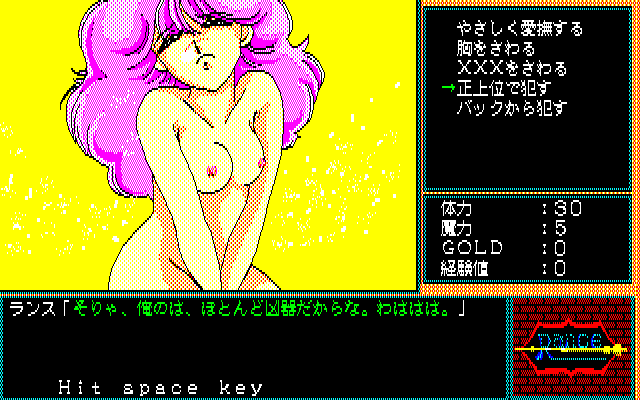 やさしく愛撫する
胸をさわる
XXXをさわる
→正上位で犯す
バックから犯す
体力　：30
魔力　：5
GOLD　：0
経験値　：0
ランス「そりゃ、俺のは、ほとんど凶器だからな。わははは。」
Rance
Hit space key